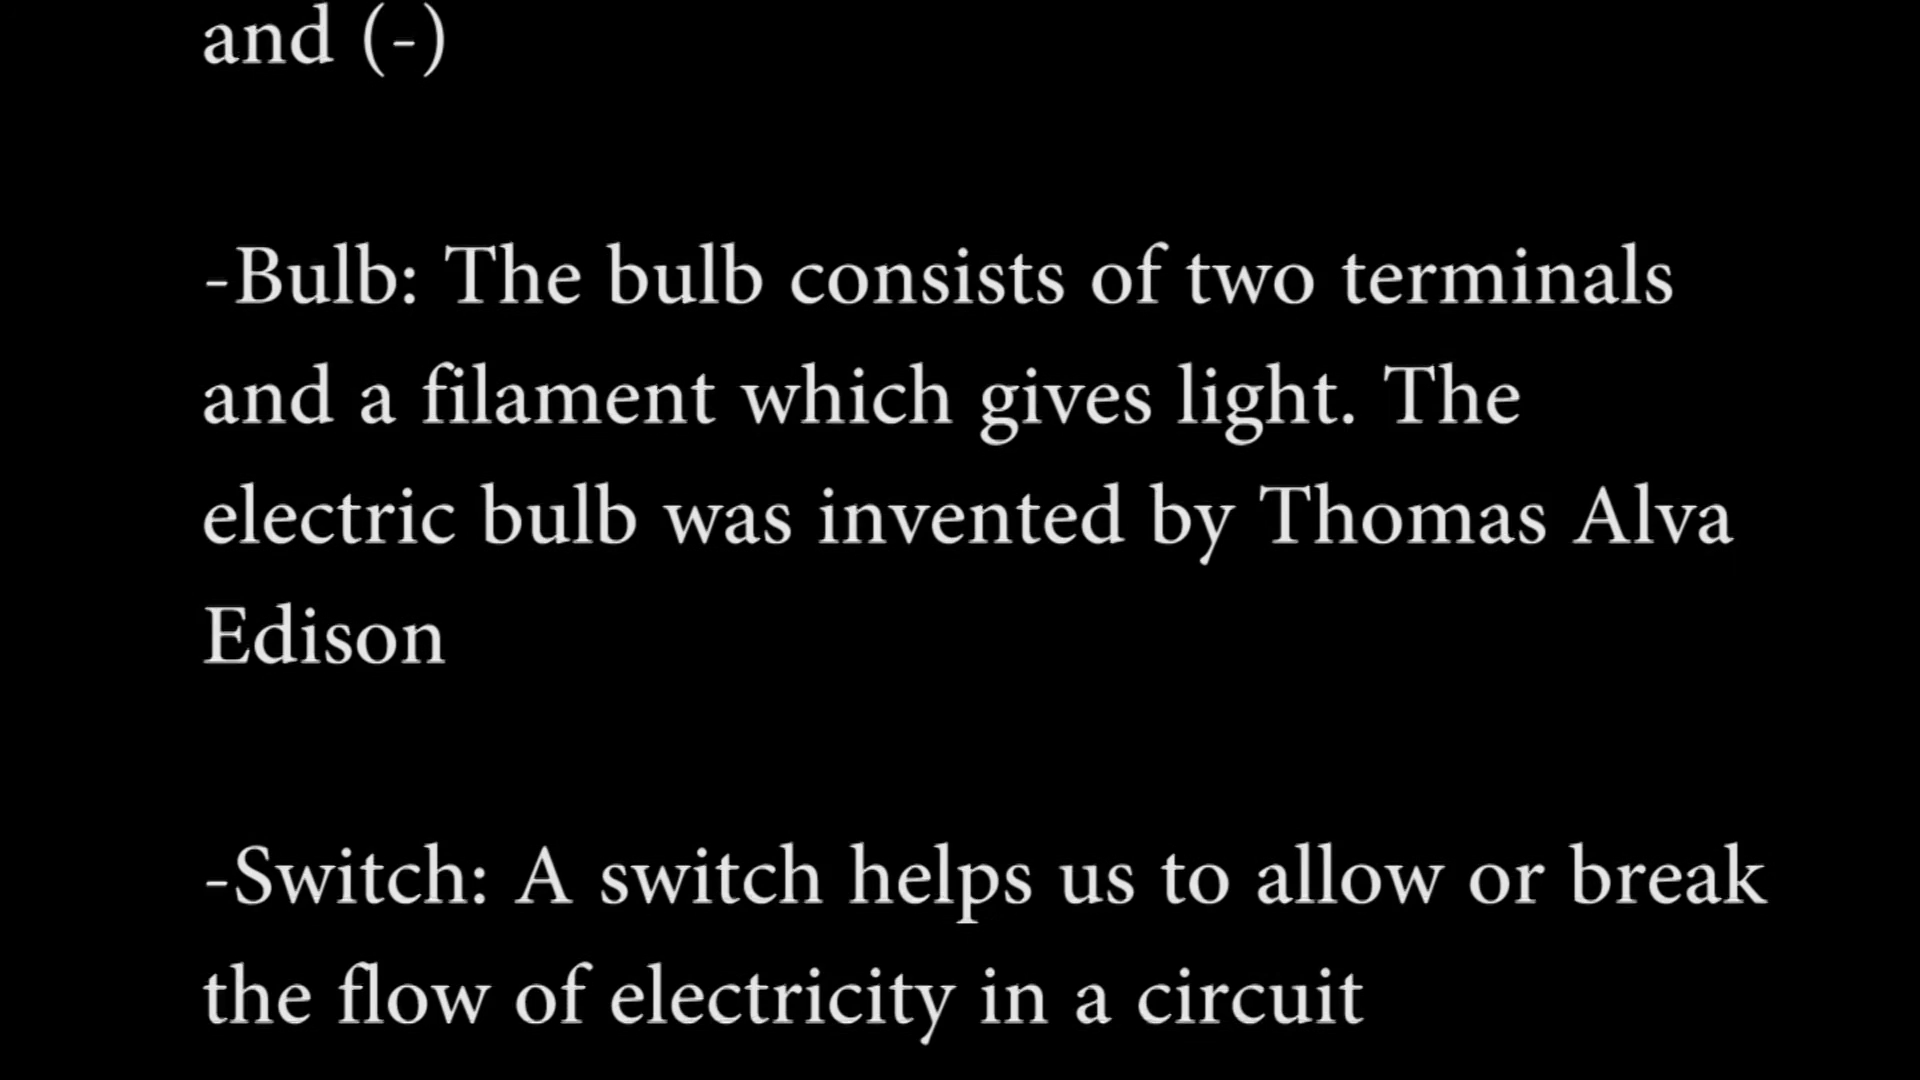 and (-)
-Bulb: The bulb consists of two terminals
and a filament which gives light. The
electric bulb was invented by Thomas Alva
Edison
-Switch: A switch helps us to allow or break
the flow of electricity in a circuit